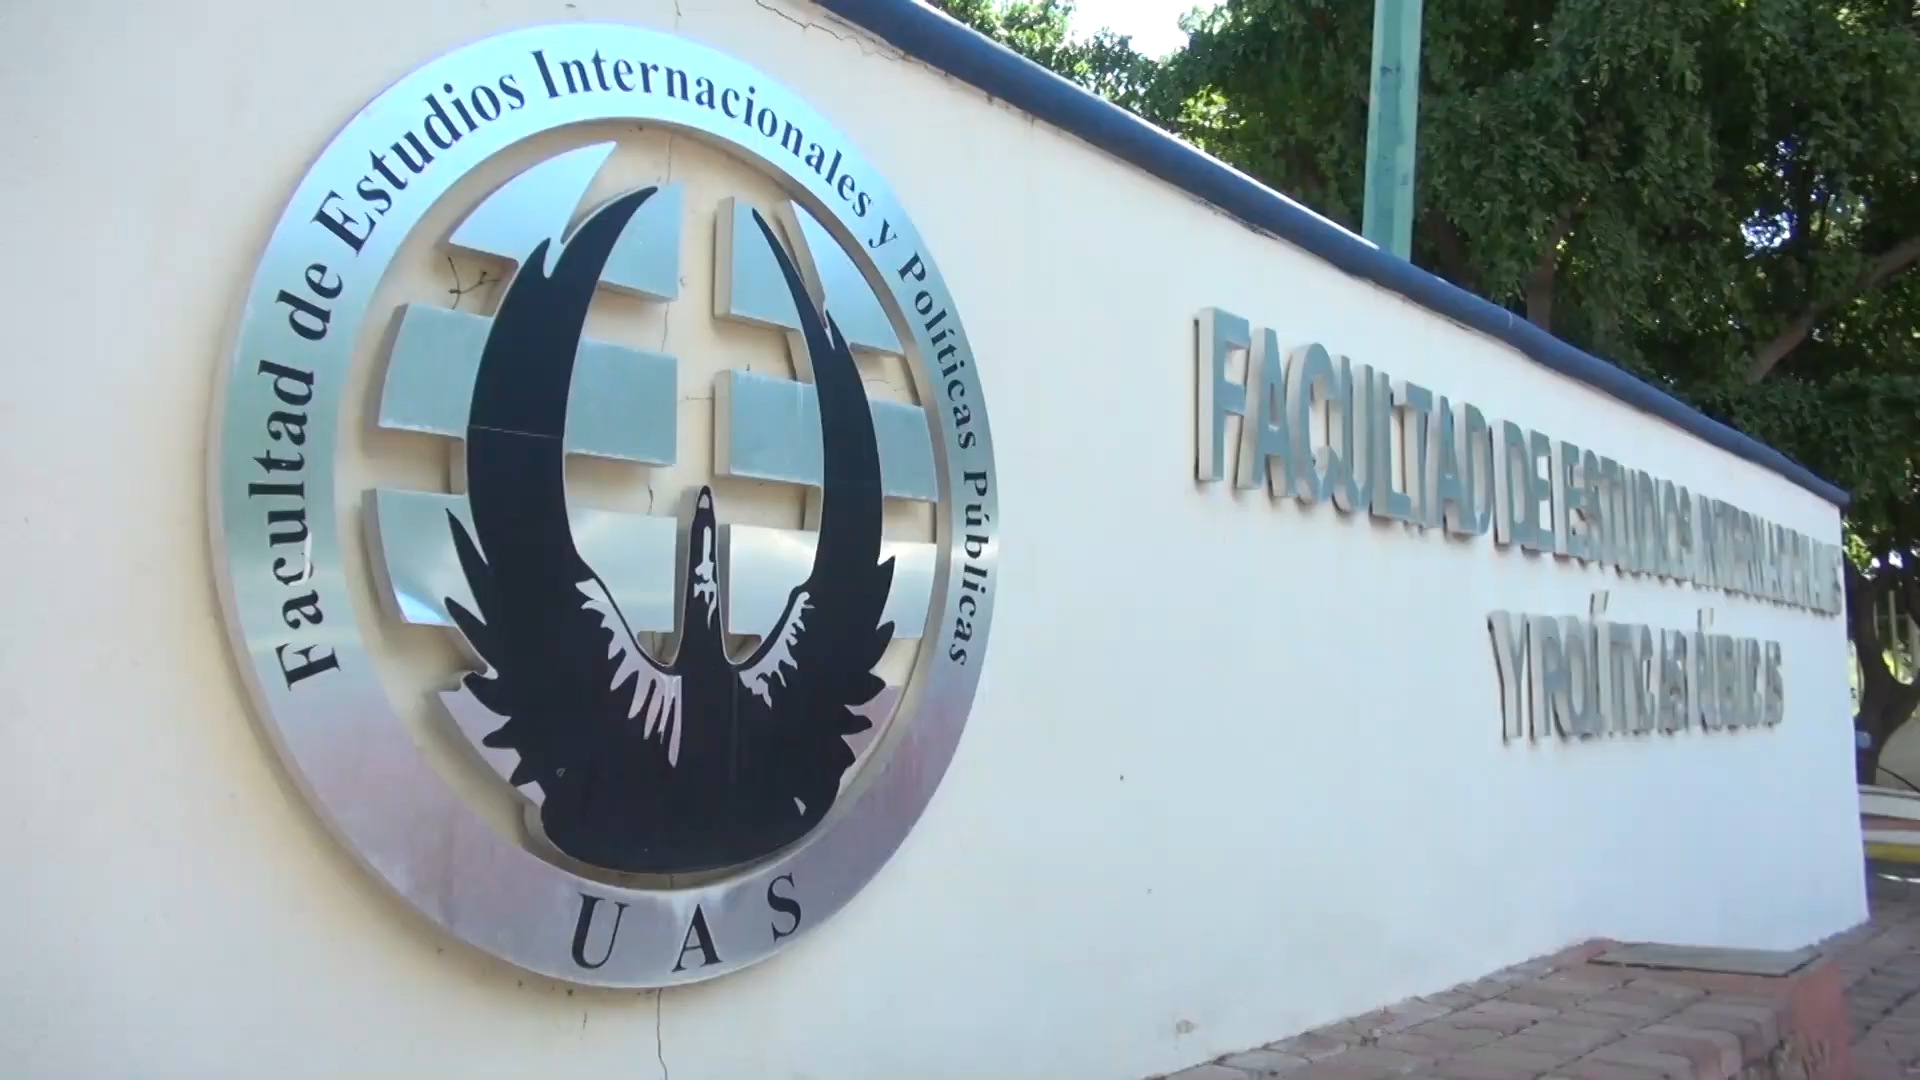 Facultad de Estudios Internacionales y Políticas Públicas
UAS
FACULTAD DE ESTUDIOS INTERNACIONALES
Y POLÍTICAS PÚBLICAS